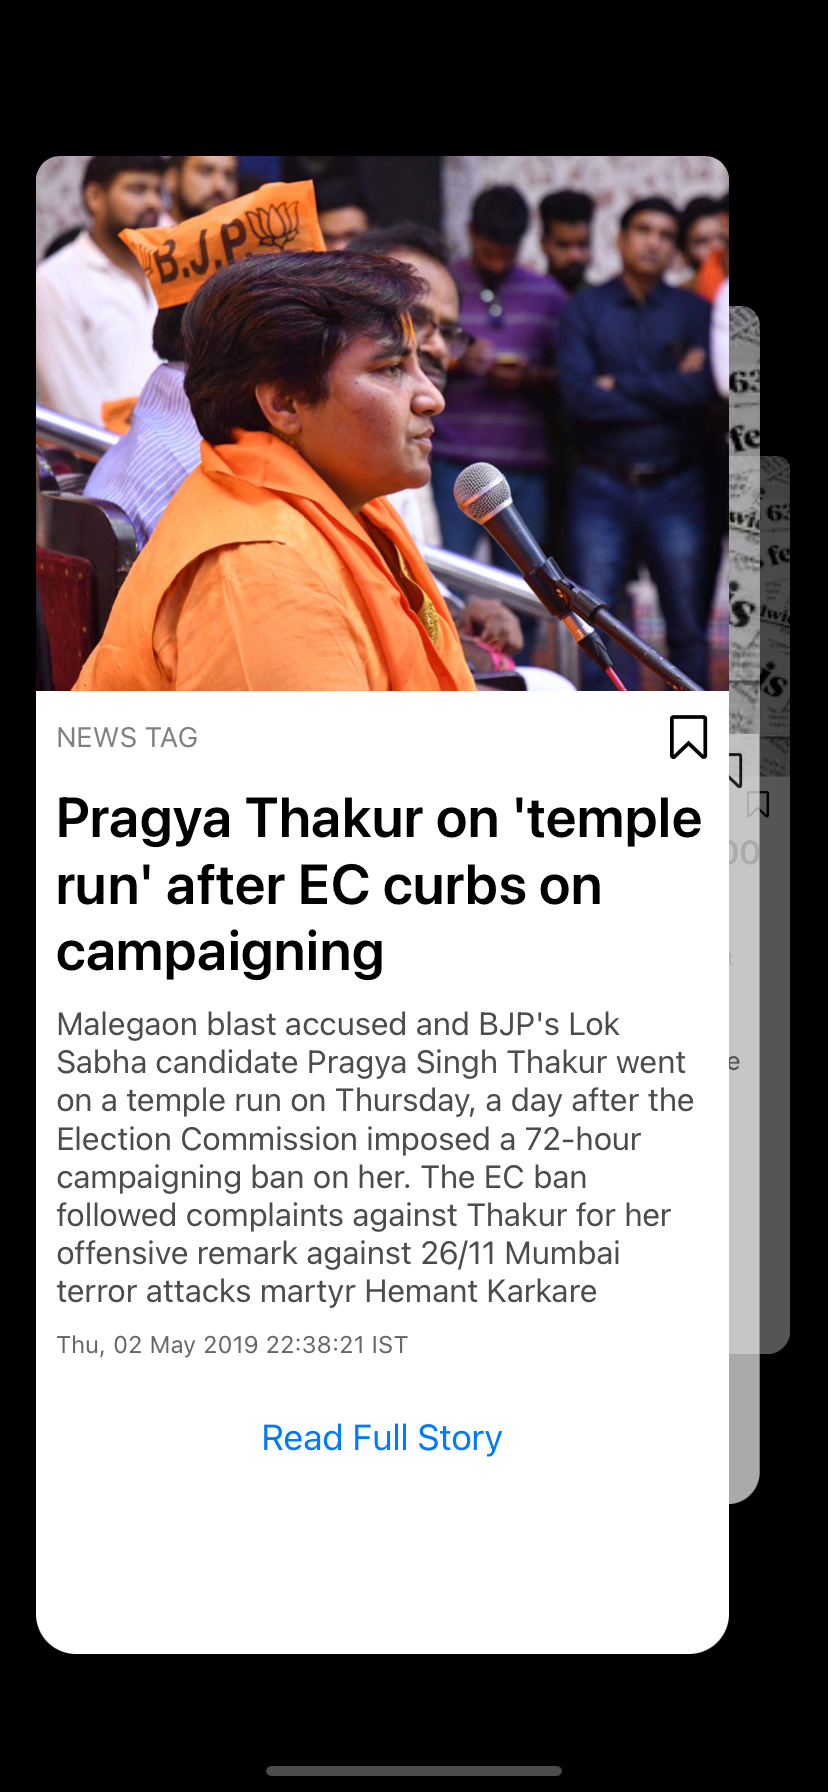 B.J.P
NEWS TAG
Pragya Thakur on 'temple
run' after EC curbs on
campaigning
Malegaon blast accused and BJP's Lok
Sabha candidate Pragya Singh Thakur went
on a temple run on Thursday, a day after the
Election Commission imposed a 72-hour
campaigning ban on her. The EC ban
followed complaints against Thakur for her
offensive remark against 26/11 Mumbai
terror attacks martyr Hemant Karkare
Thu, 02 May 2019 22:38:21 IST
Read Full Story